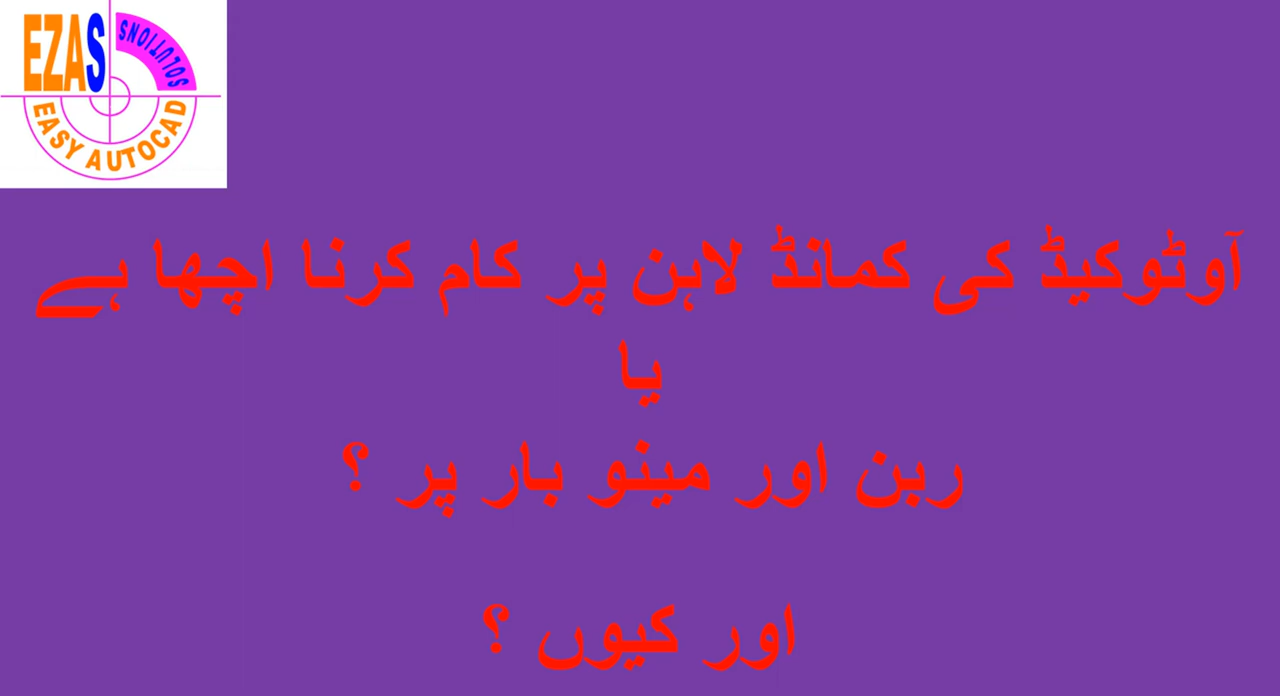 EZAS
SOLUTIONS
EASY AUTOCAD
آوٹوکیڈ کی کمانڈ لاہن پر کام کرنا اچھا ہے
یا
ربن اور مینو بار پر ؟
اور کیوں ؟